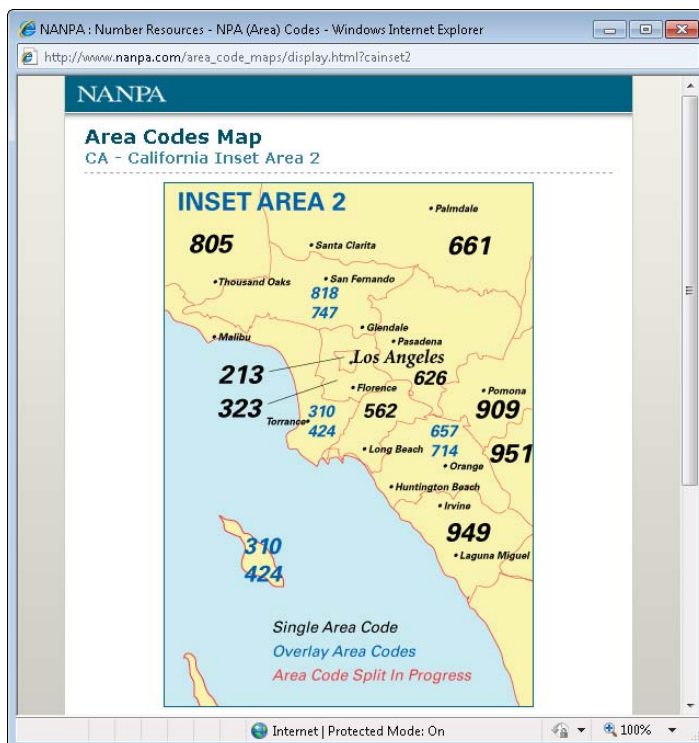 NANPA : Number Resources - NPA (Area) Codes - Windows Internet Explorer
http://www.nanpa.com/area_code_maps/display.html?cainset2
NANPA
Area Codes Map
CA - California Inset Area 2
INSET AREA 2
Palmdale
805
Santa Clarita
661
Thousand Oaks
San Fernando
818
747
Glendale
Malibu
Pasadena
Los Angeles
213
626
Florence
Pomona
323
310
562
909
Torrance
424
657
Long Beach
714
951
Orange
Huntington Beach
Irvine
949
310
Laguna Miguel
424
Single Area Code
Overlay Area Codes
Area Code Split In Progress
Internet | Protected Mode: On
100%